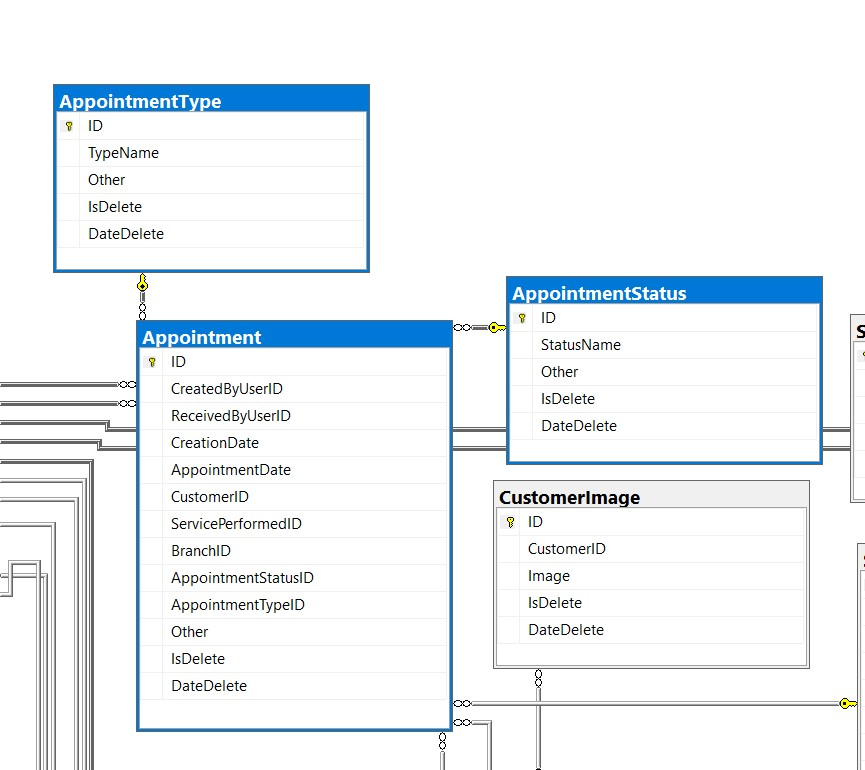 AppointmentType
ID
TypeName
Other
IsDelete
DateDelete
AppointmentStatus
ID
StatusName
Other
IsDelete
DateDelete
Appointment
ID
CreatedByUserID
ReceivedByUserID
CreationDate
AppointmentDate
CustomerID
ServicePerformedID
BranchID
AppointmentStatusID
AppointmentTypeID
Other
IsDelete
DateDelete
CustomerImage
ID
CustomerID
Image
IsDelete
DateDelete